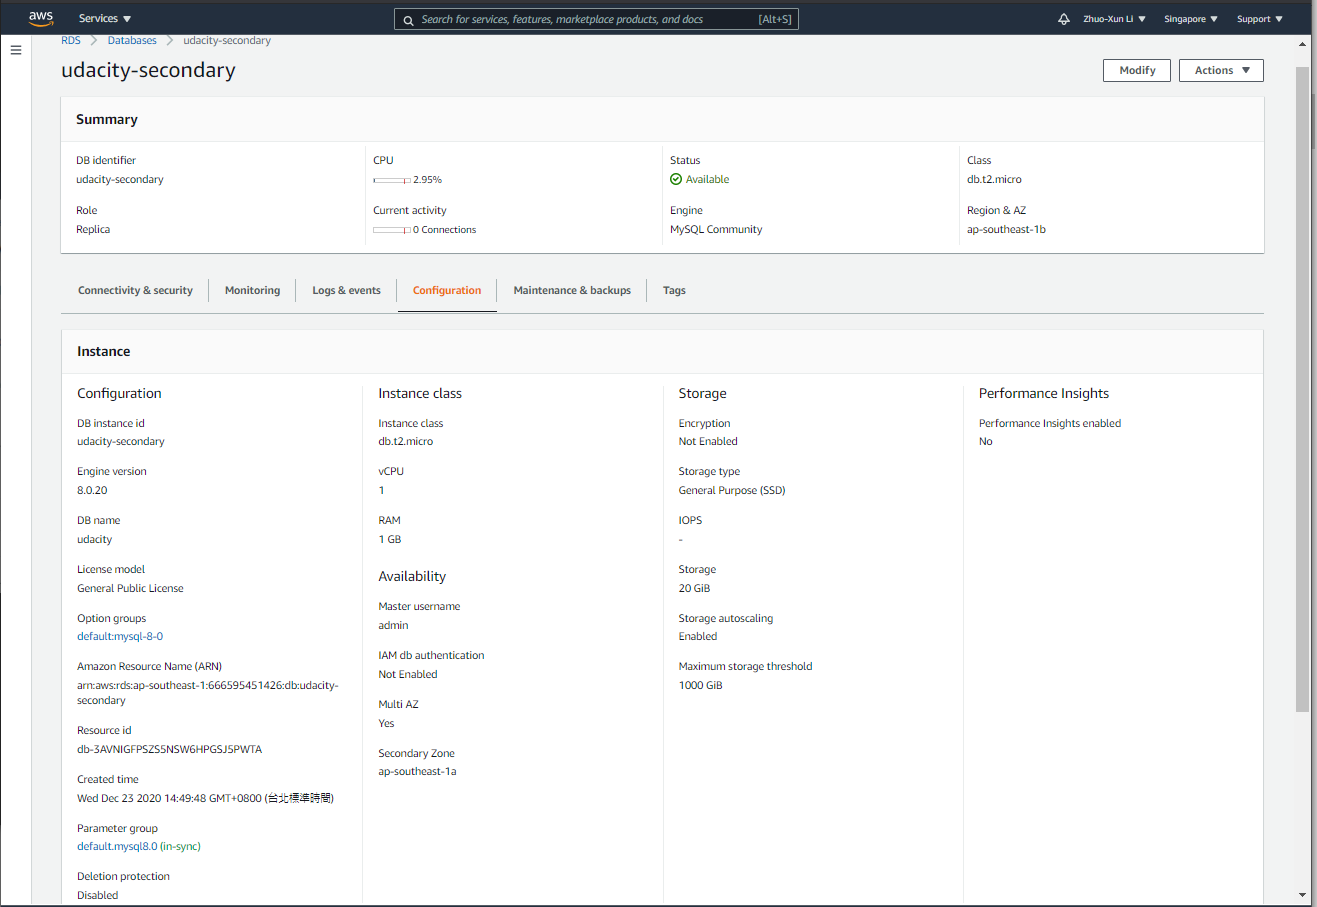 aws Services Search for services, features, marketplace products, and docs [Alt+S] Zhuo-Xun Li Singapore Support
RDS Databases udacity-secondary
udacity-secondary
Modify Actions
Summary
DB identifier
udacity-secondary
CPU
2.95%
Status
Available
Class
db.t2.micro
Role
Replica
Current activity
0 Connections
Engine
MySQL Community
Region & AZ
ap-southeast-1b
Connectivity & security Monitoring Logs & events Configuration Maintenance & backups Tags
Instance
Configuration
DB instance id
udacity-secondary
Engine version
8.0.20
DB name
udacity
License model
General Public License
Option groups
default:mysql-8-0
Amazon Resource Name (ARN)
arn:aws:rds:ap-southeast-1:666595451426:db:udacity-
secondary
Resource id
db-3AVNIGFPSZS5NSW6HPGSJ5PWTA
Created time
Wed Dec 23 2020 14:49:48 GMT+0800 (台北標準時間)
Parameter group
default.mysql8.0 (in-sync)
Deletion protection
Disabled
Instance class
Instance class
db.t2.micro
vCPU
1
RAM
1 GB
Availability
Master username
admin
IAM db authentication
Not Enabled
Multi AZ
Yes
Secondary Zone
ap-southeast-1a
Storage
Encryption
Not Enabled
Storage type
General Purpose (SSD)
IOPS
-
Storage
20 GiB
Storage autoscaling
Enabled
Maximum storage threshold
1000 GiB
Performance Insights
Performance Insights enabled
No